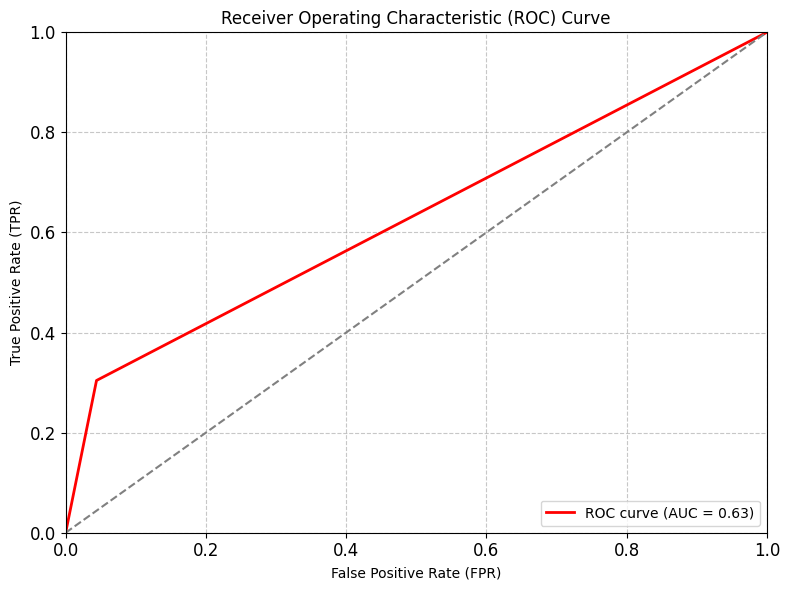 Receiver Operating Characteristic (ROC) Curve
1.0
0.8
0.6
0.4
0.2
0.0
True Positive Rate (TPR)
ROC curve (AUC = 0.63)
0.0 0.2 0.4 0.6 0.8 1.0
False Positive Rate (FPR)